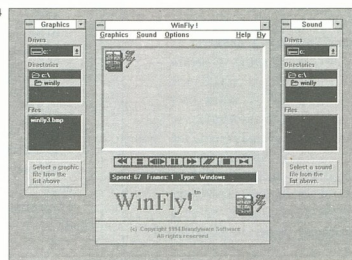 Graphics
Drives
c:
Directories
c:\
winfly
Files
winfly3.bmp
Select a graphic
file from the
list above
WinFly !
Graphics Sound Options Help Fly
Speed: 67 Frames: 1 Type: Windows
WinFly!™
(c) Copyright 1994 Software
All rights reserved
Sound
Drives
c:
Directories
c:\
winfly
Files
Select a sound
file from the
list above